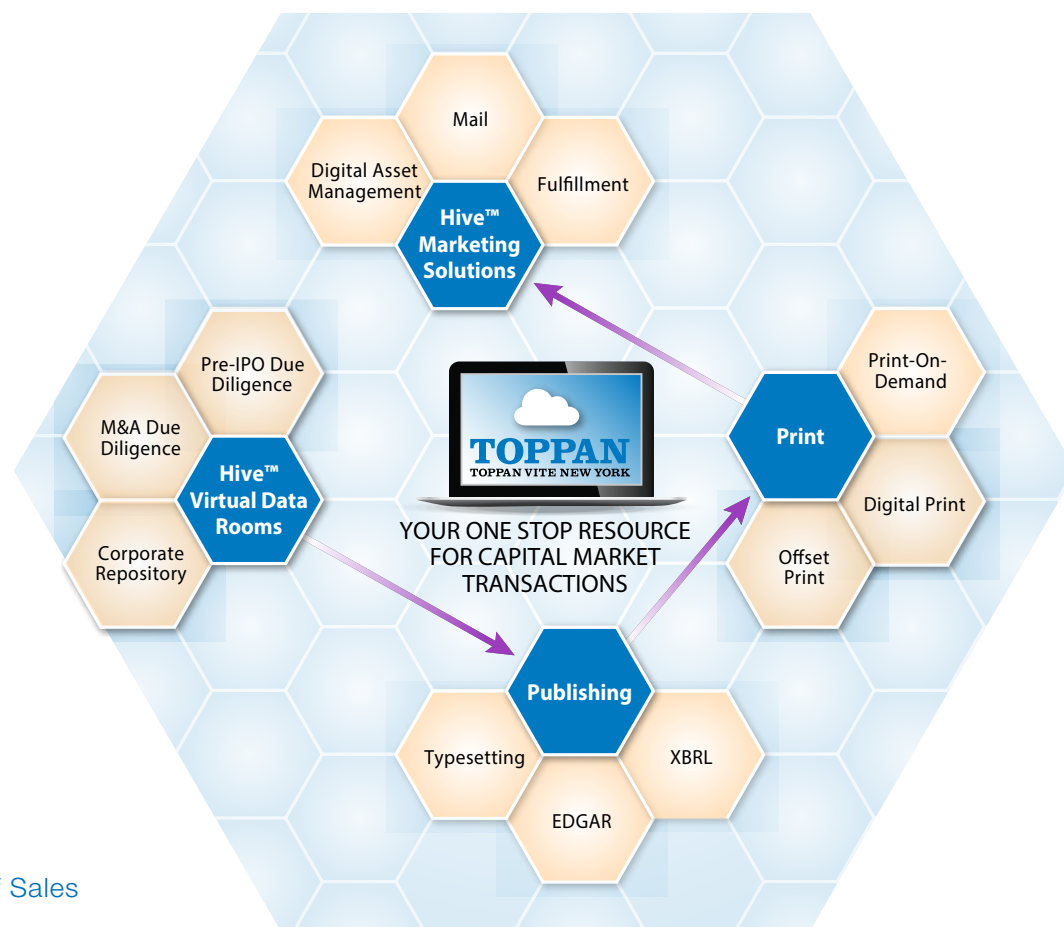 Mail
Digital Asset
Management
Fulfillment
Hive™
Marketing
Solutions
Pre-IPO Due
Diligence
M&A Due
Diligence
Hive™
Virtual Data
Rooms
Corporate
Repository
TOPPAN
TOPPAN VITE NEW YORK
YOUR ONE STOP RESOURCE
FOR CAPITAL MARKET
TRANSACTIONS
Print-On-
Demand
Print
Digital Print
Offset
Print
Publishing
Typesetting
XBRL
EDGAR
Sales